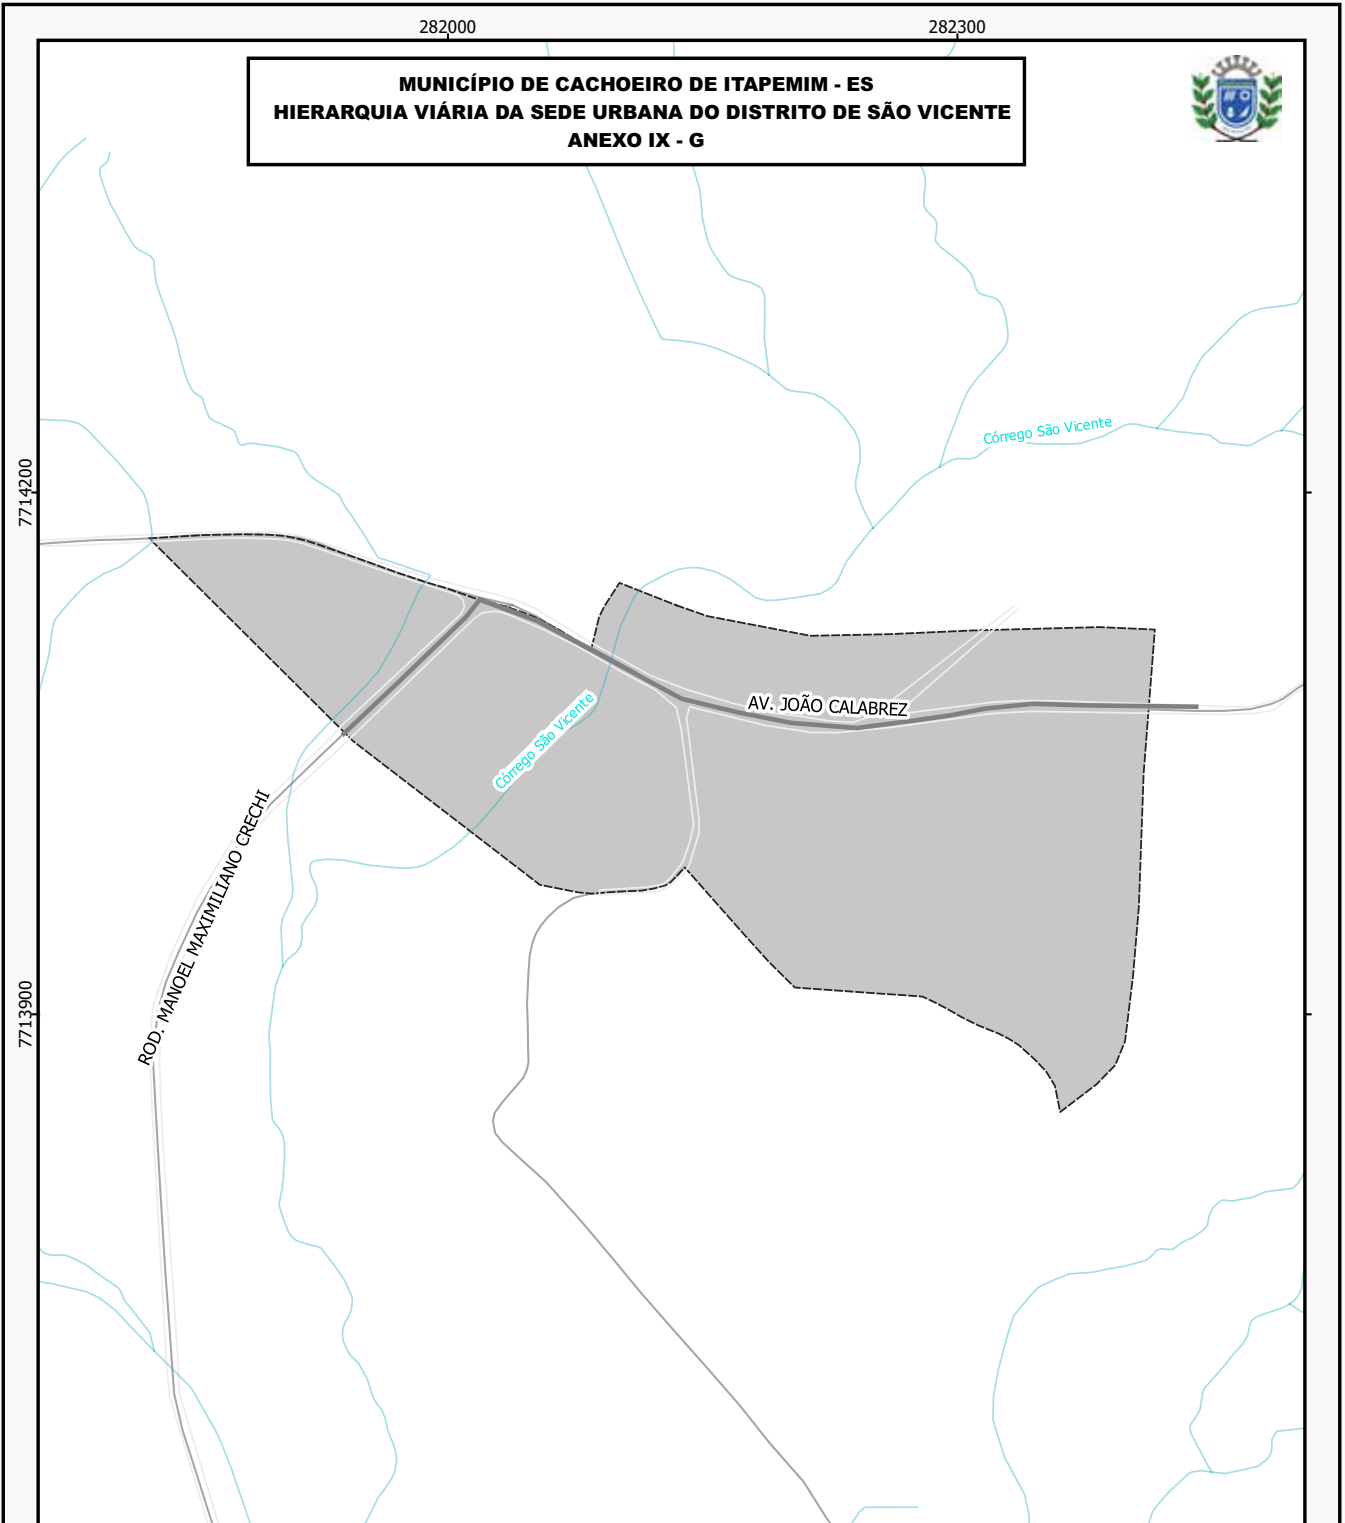 282000
282300
MUNICÍPIO DE CACHOEIRO DE ITAPEMIM - ES
HIERARQUIA VIÁRIA DA SEDE URBANA DO DISTRITO DE SÃO VICENTE
ANEXO IX - G
Córrego São Vicente
7714200
AV. JOÃO CALABREZ
Córrego São Vicente
ROD. MANOEL MAXIMILIANO CRECHI
7713900